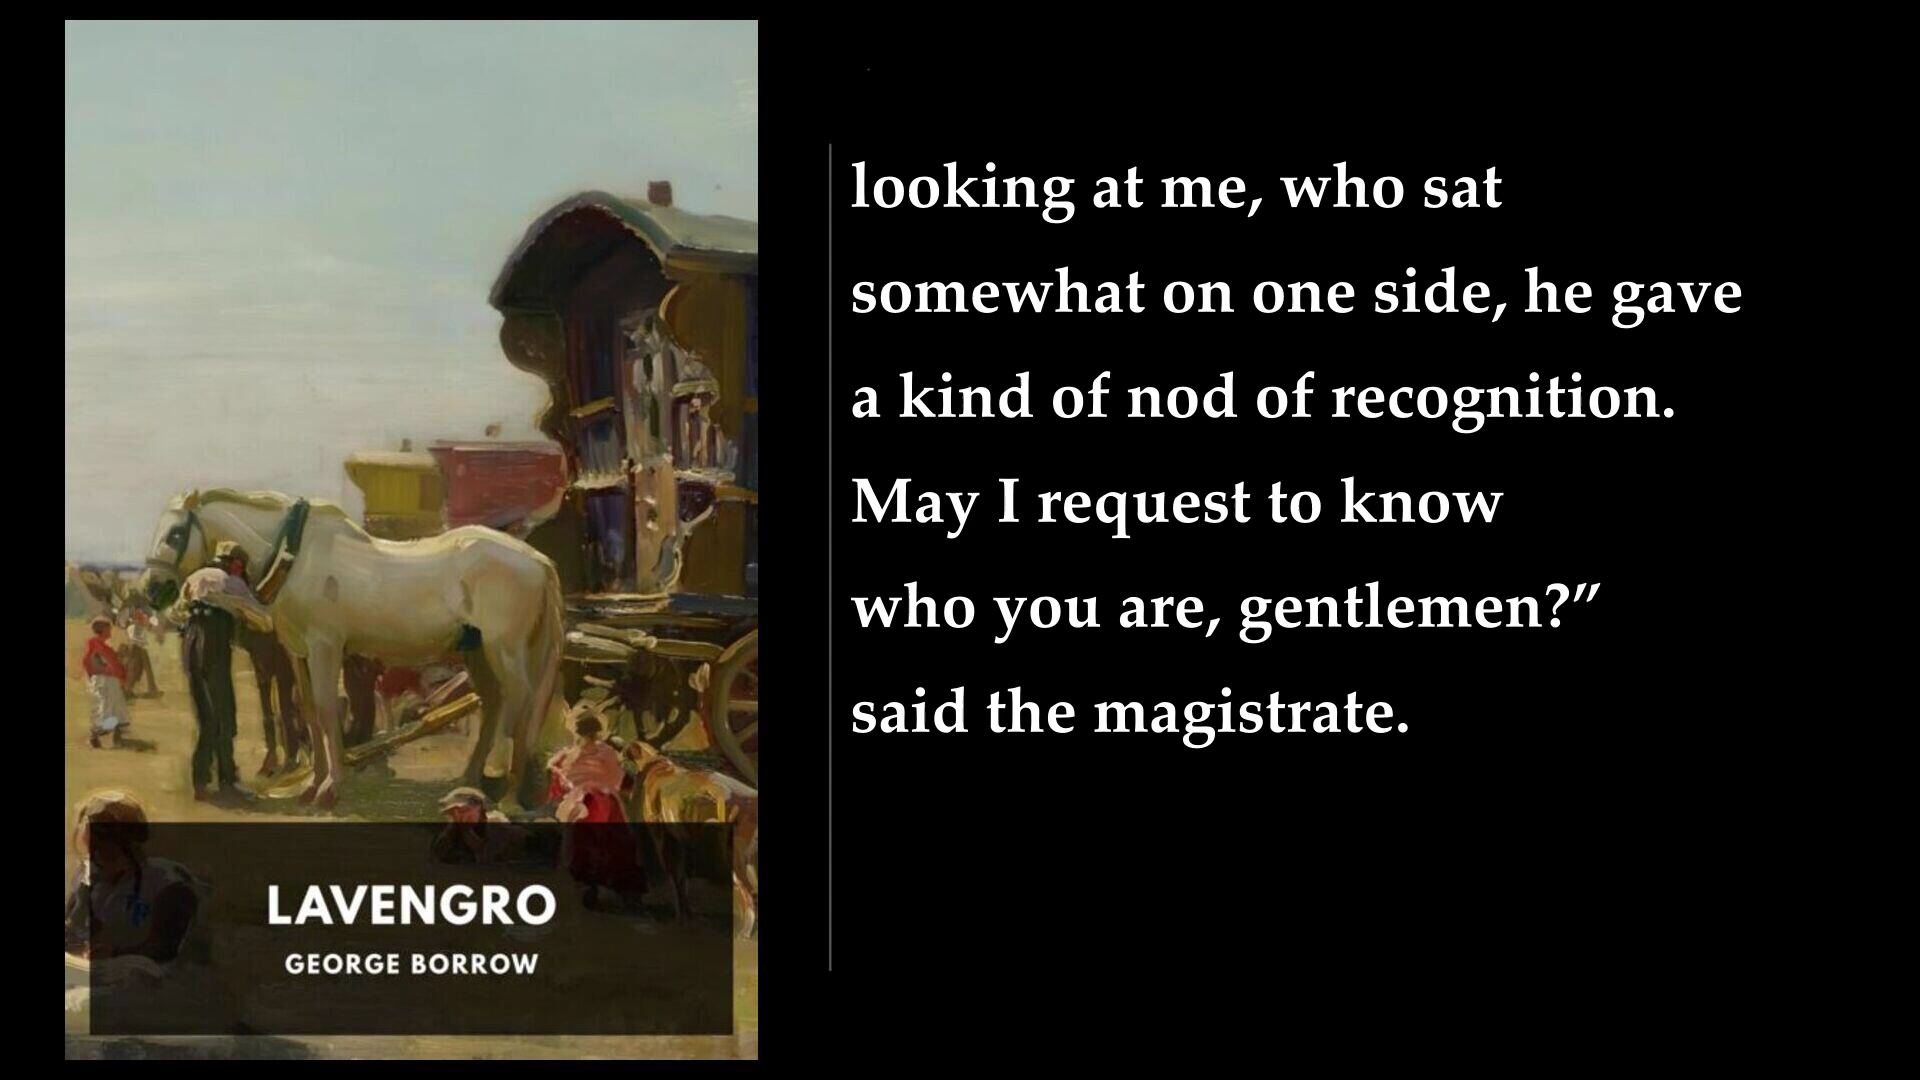 looking at me, who sat
somewhat on one side, he gave
a kind of nod of recognition.
May I request to know
who you are, gentlemen?”
said the magistrate.
LAVENGRO
GEORGE BORROW